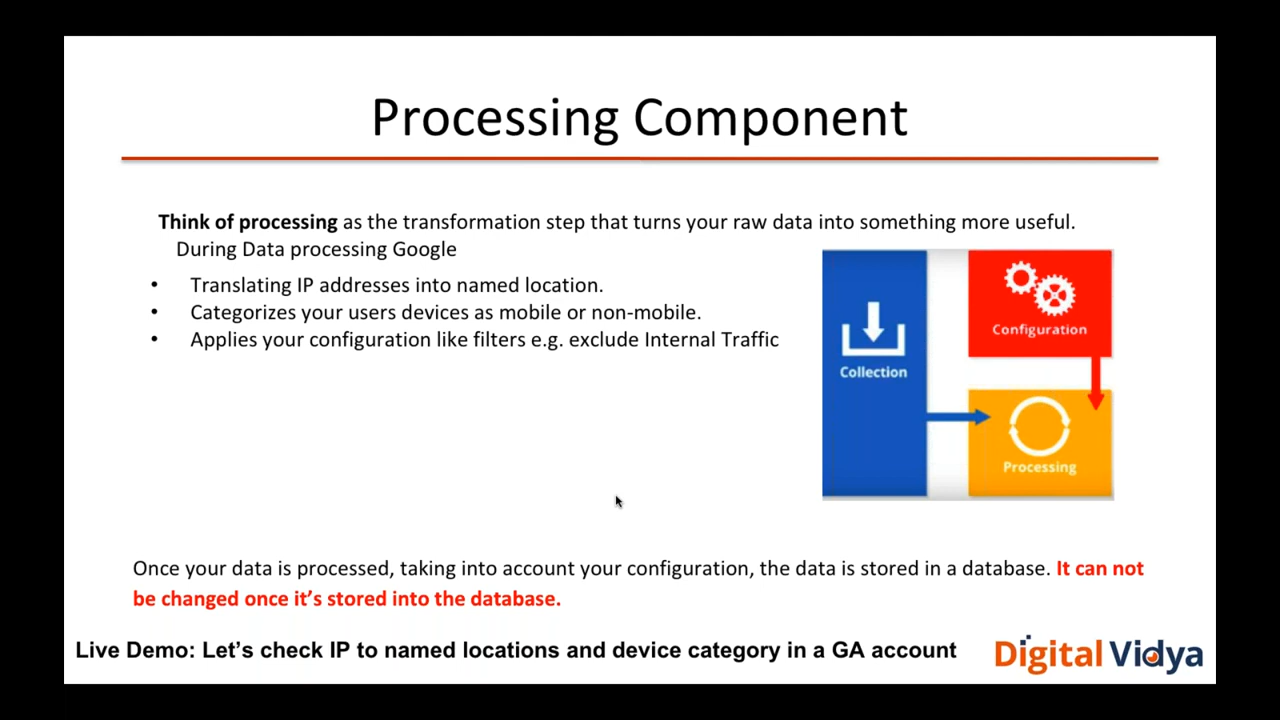 Processing Component
Think of processing as the transformation step that turns your raw data into something more useful.
During Data processing Google
• Translating IP addresses into named location.
• Categorizes your users devices as mobile or non-mobile.
• Applies your configuration like filters e.g. exclude Internal Traffic
Collection
Configuration
Processing
Once your data is processed, taking into account your configuration, the data is stored in a database. It can not
be changed once it's stored into the database.
Live Demo: Let's check IP to named locations and device category in a GA account
Digital Vidya